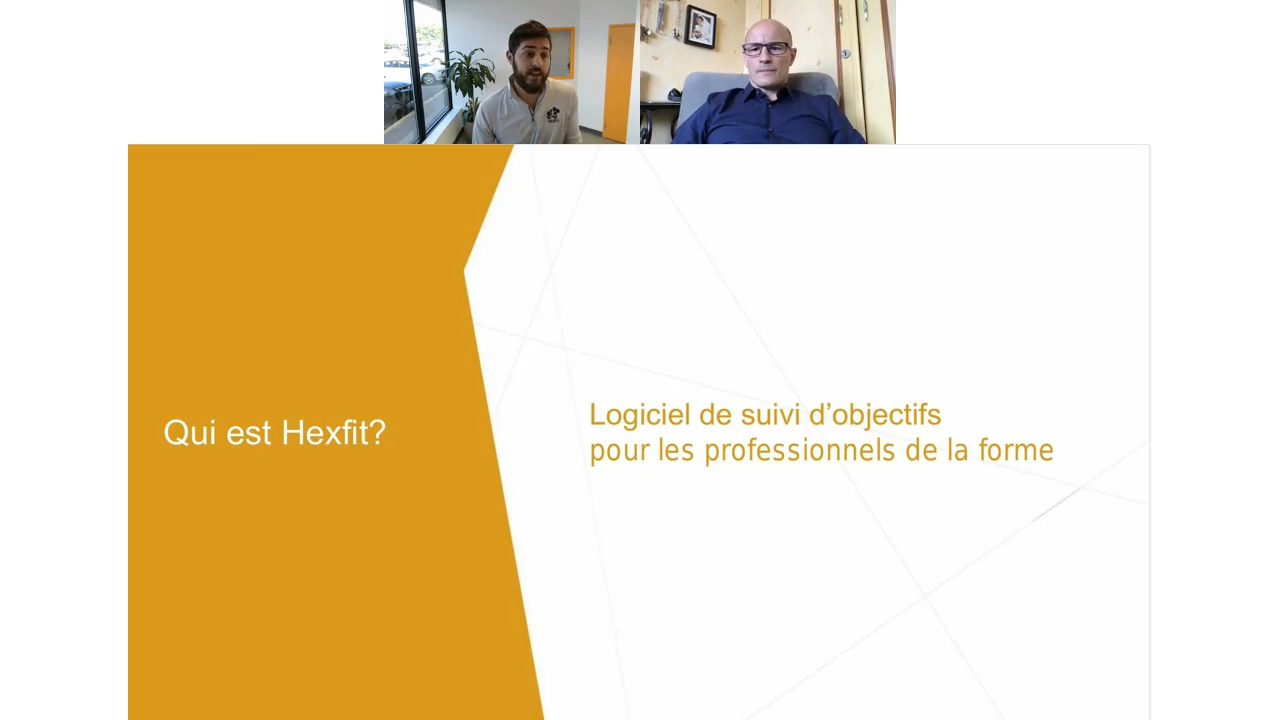 Qui est Hexfit?
Logiciel de suivi d’objectifs
pour les professionnels de la forme